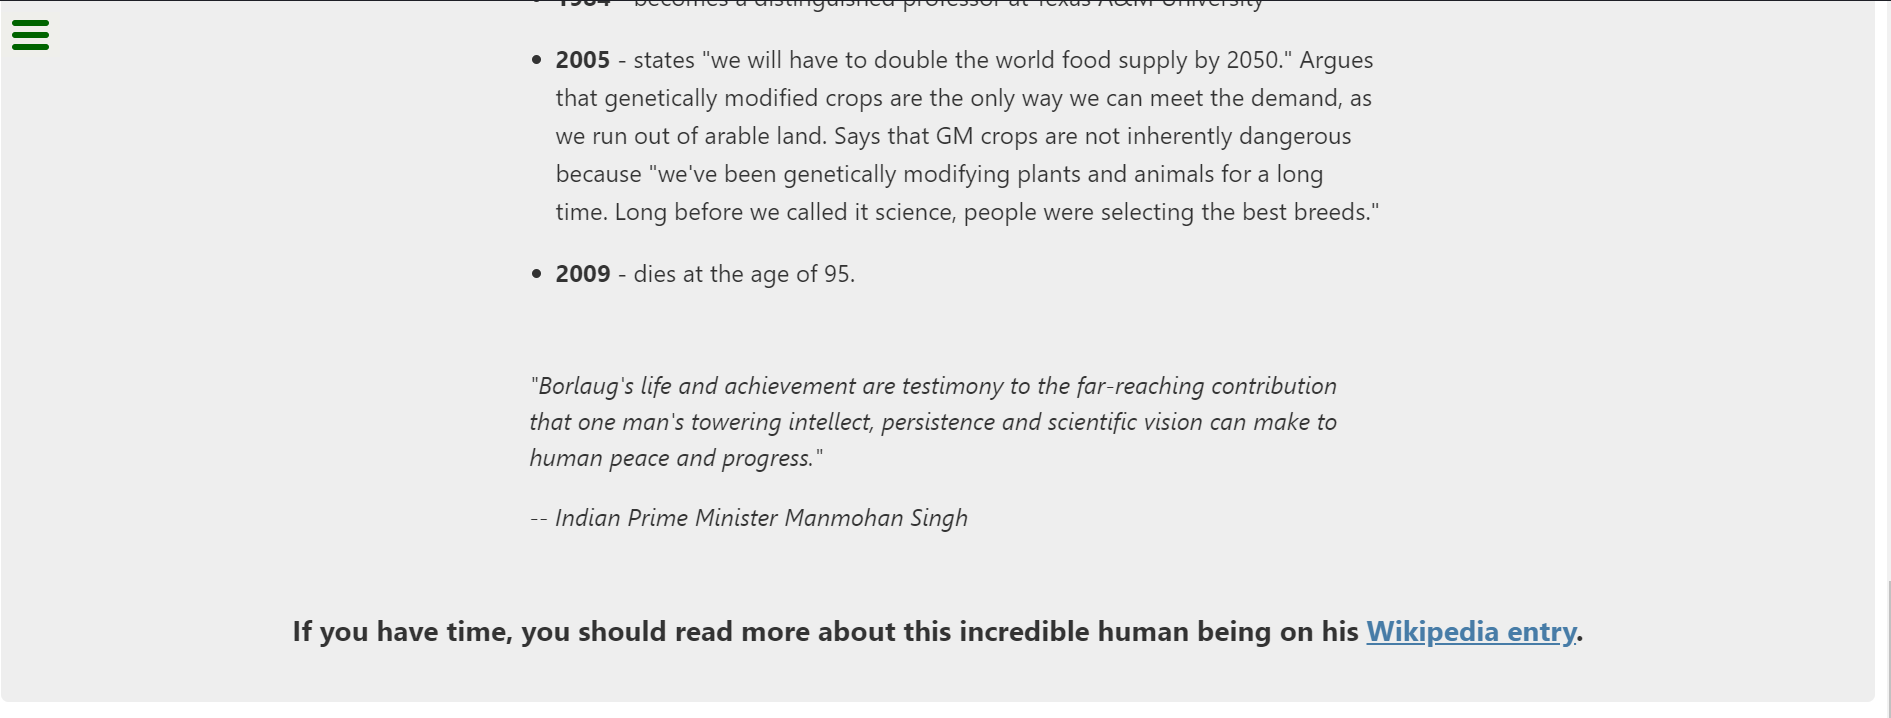 1984 - becomes a distinguished professor at Texas A&M University
2005 - states "we will have to double the world food supply by 2050." Argues
that genetically modified crops are the only way we can meet the demand, as
we run out of arable land. Says that GM crops are not inherently dangerous
because "we've been genetically modifying plants and animals for a long
time. Long before we called it science, people were selecting the best breeds."
2009 - dies at the age of 95.
"Borlaug's life and achievement are testimony to the far-reaching contribution
that one man's towering intellect, persistence and scientific vision can make to
human peace and progress."
-- Indian Prime Minister Manmohan Singh
If you have time, you should read more about this incredible human being on his Wikipedia entry.